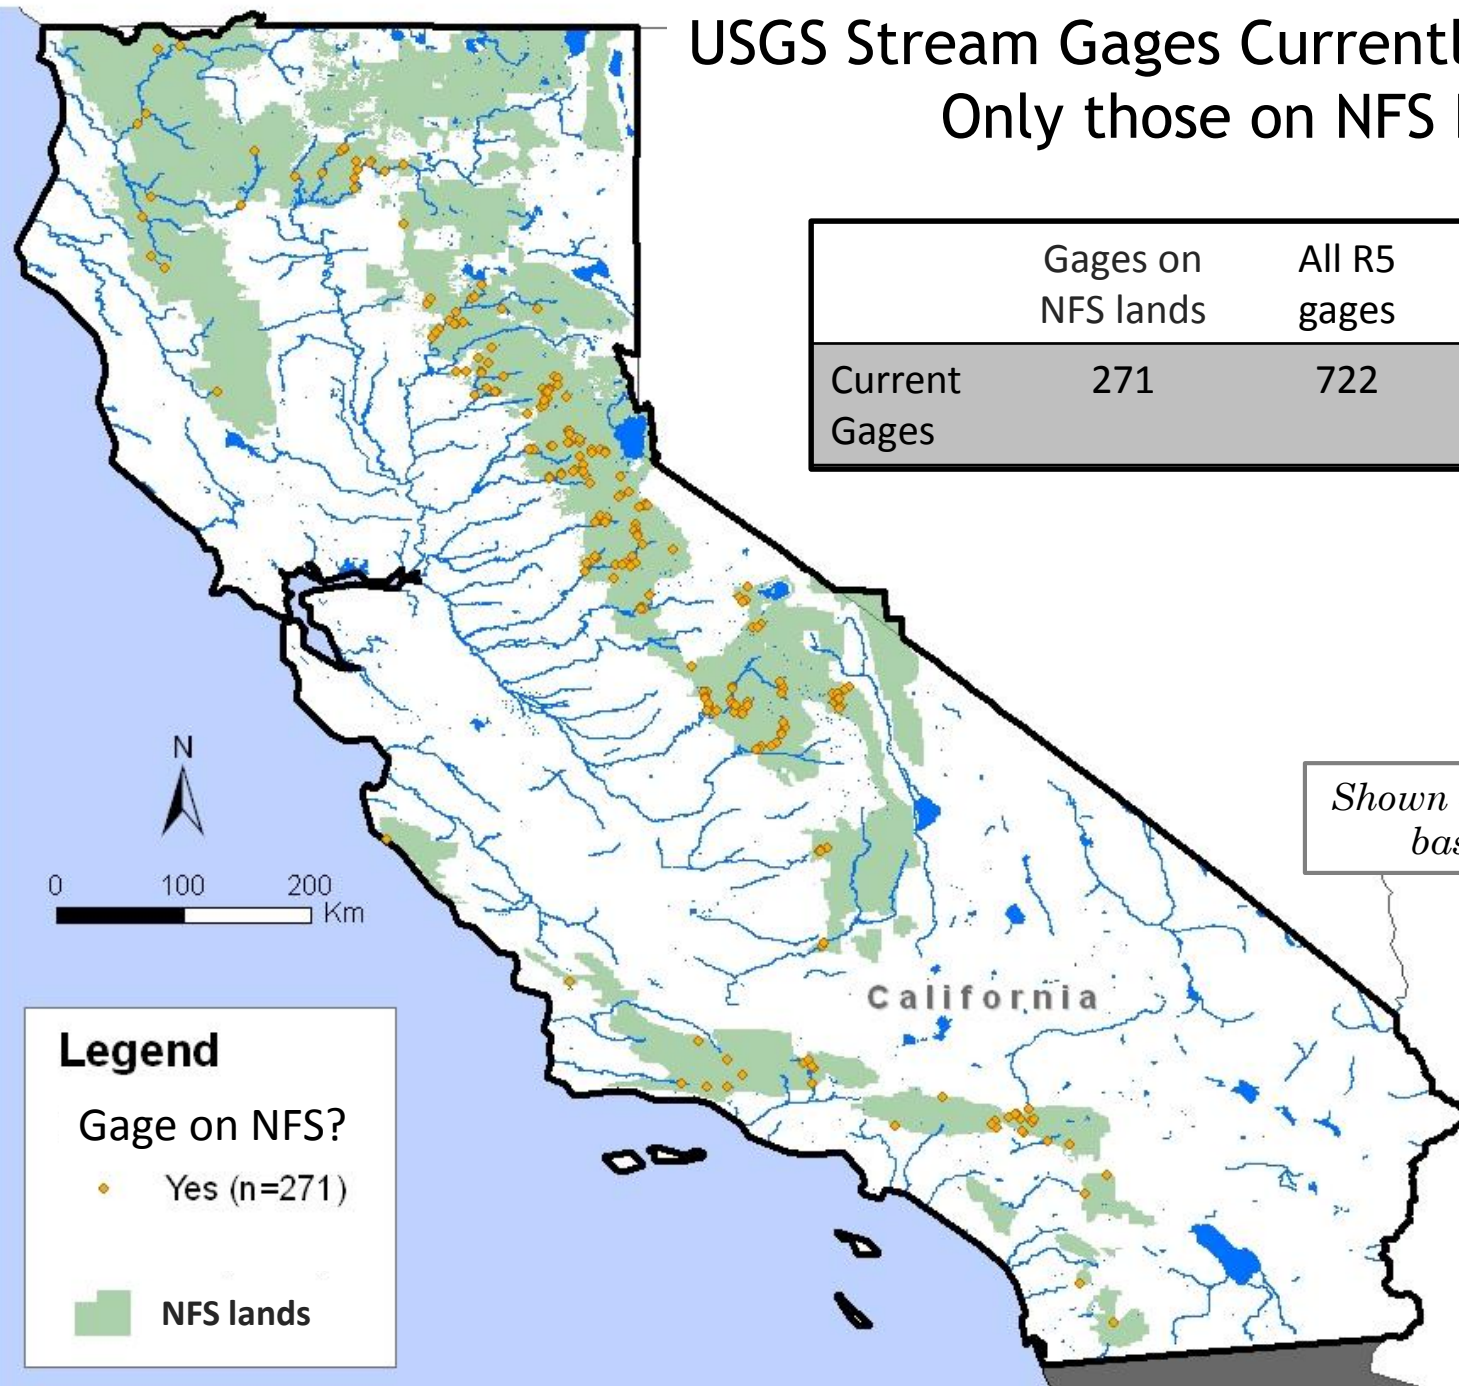 USGS Stream Gages Currentl
Only those on NFS
Gages on
NFS lands
All R5
gages
Current
Gages
271
722
N
0 100 200
Km
Shown
bas
California
Legend
Gage on NFS?
Yes (n=271)
NFS lands